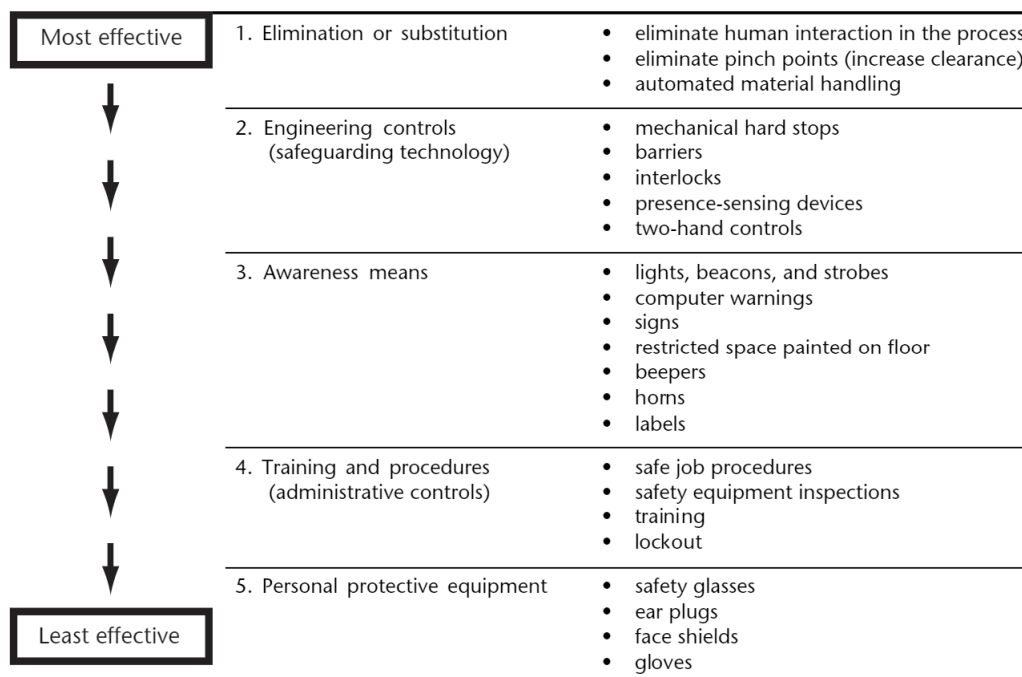 Most effective
1. Elimination or substitution
• eliminate human interaction in the process
• eliminate pinch points (increase clearance)
• automated material handling
2. Engineering controls
(safeguarding technology)
• mechanical hard stops
• barriers
• interlocks
• presence-sensing devices
• two-hand controls
3. Awareness means
• lights, beacons, and strobes
• computer warnings
• signs
• restricted space painted on floor
• beepers
• horns
• labels
4. Training and procedures
(administrative controls)
• safe job procedures
• safety equipment inspections
• training
• lockout
5. Personal protective equipment
• safety glasses
• ear plugs
• face shields
• gloves
Least effective